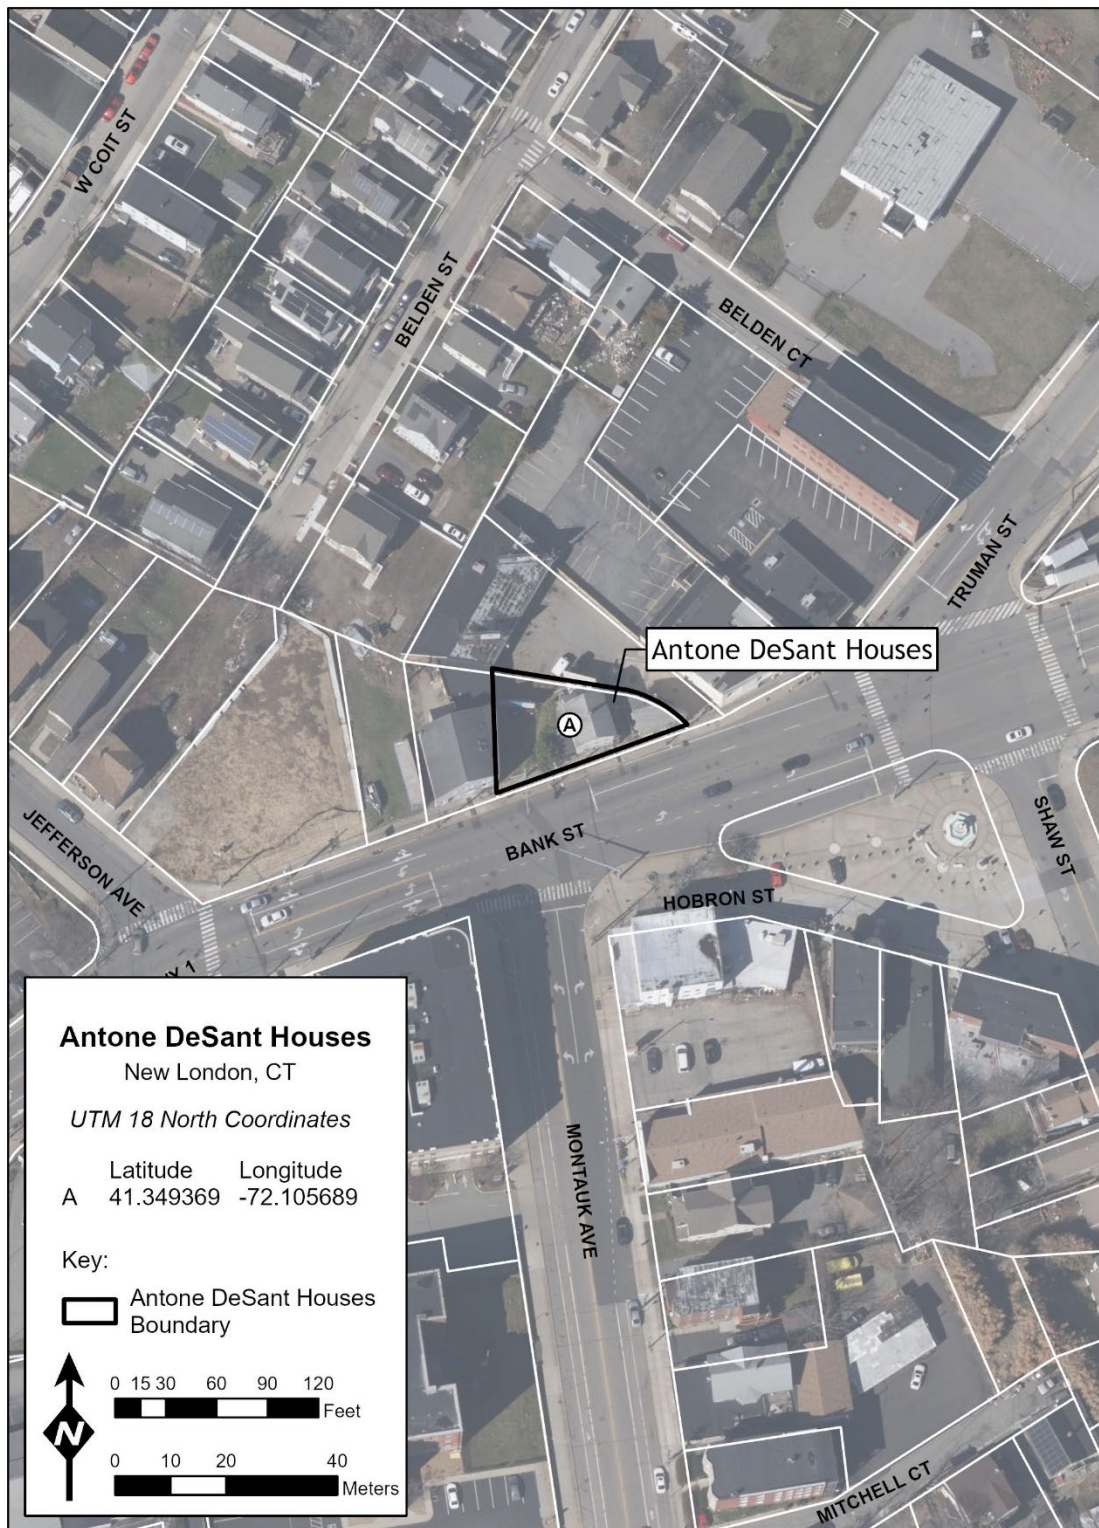 W COIT ST
BELDEN ST
BELDEN CT
TRUMAN ST
Antone DeSant Houses
A
JEFFERSON AVE
BANK ST
SHAW ST
HOBRON ST
MONTAUK AVE
MITCHELL CT
Antone DeSant Houses
New London, CT
UTM 18 North Coordinates
Latitude Longitude
A 41.349369 -72.105689
Key:
Antone DeSant Houses
Boundary
0 15 30 60 90 120
Feet
0 10 20 40
Meters
N